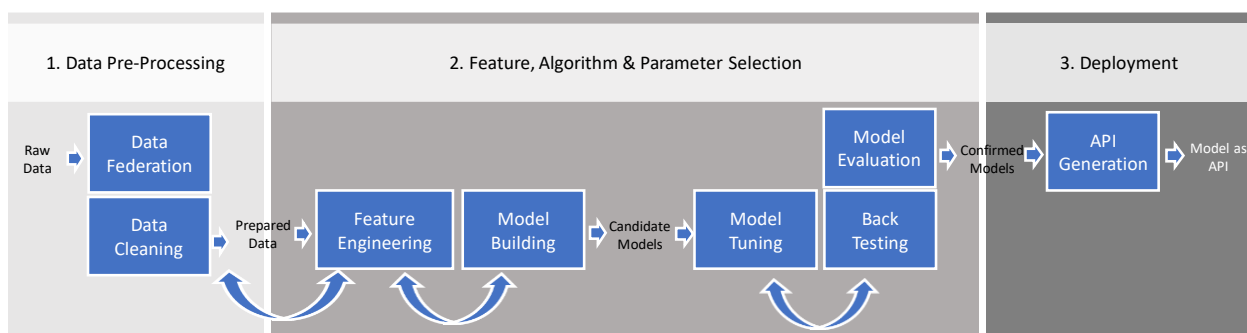 1. Data Pre-Processing
2. Feature, Algorithm & Parameter Selection
3. Deployment
Raw
Data
Data
Federation
Data
Cleaning
Prepared
Data
Feature
Engineering
Model
Building
Candidate
Models
Model
Tuning
Model
Evaluation
Back
Testing
Confirmed
Models
API
Generation
Model as
API